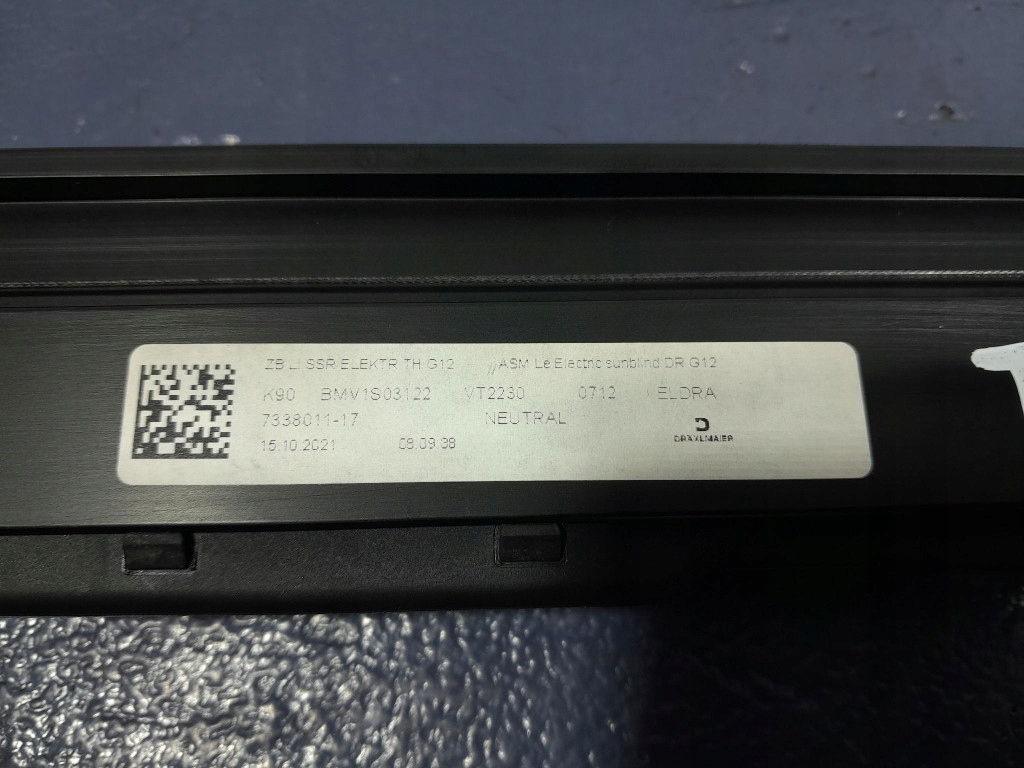 ZB LI SSR ELEKTR TH G12 // ASM Le Electric sunblind DR G12
K90 BMV1S03122 VT2230 0712 ELDRA
7338011-17 NEUTRAL
DRÄXLMAIER
15.10.2021 08:09:38